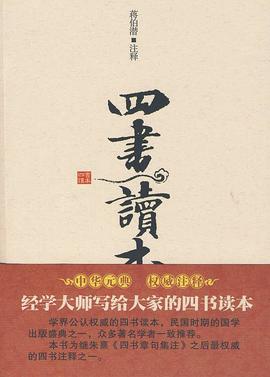 蒋伯潜
注释
四書讀本
中华元典 权威注释
经学大师写给大家的四书读本
学界公认权威的四书读本,民国时期的国学
出版盛典之一,众多著名学者一致推荐。
本书为继朱熹《四书章句集注》之后最权威
的四书注释之一。